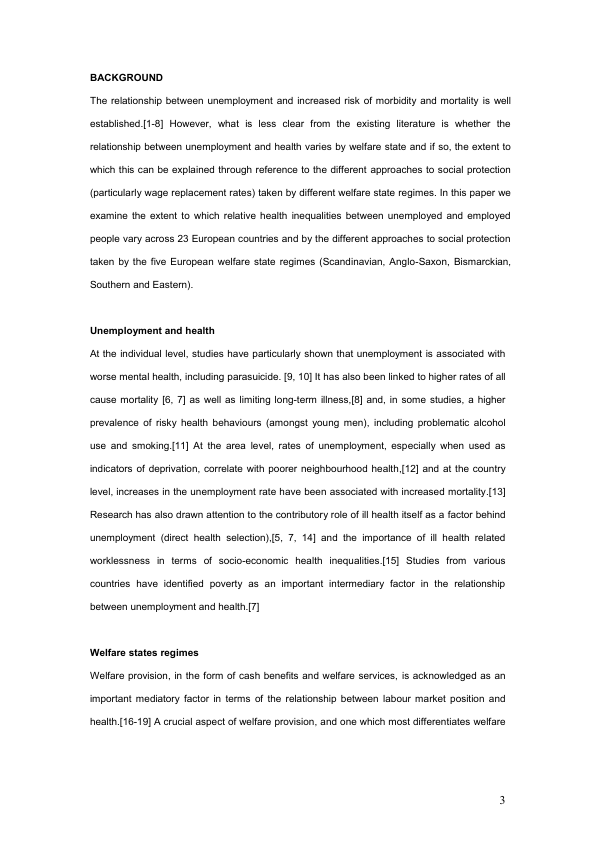 BACKGROUND
The relationship between unemployment and increased risk of morbidity and mortality is well
established.[1-8] However, what is less clear from the existing literature is whether the
relationship between unemployment and health varies by welfare state and if so, the extent to
which this can be explained through reference to the different approaches to social protection
(particularly wage replacement rates) taken by different welfare state regimes. In this paper we
examine the extent to which relative health inequalities between unemployed and employed
people vary across 23 European countries and by the different approaches to social protection
taken by the five European welfare state regimes (Scandinavian, Anglo-Saxon, Bismarckian,
Southern and Eastern).
Unemployment and health
At the individual level, studies have particularly shown that unemployment is associated with
worse mental health, including parasuicide. [9, 10] It has also been linked to higher rates of all
cause mortality [6, 7] as well as limiting long-term illness,[8] and, in some studies, a higher
prevalence of risky health behaviours (amongst young men), including problematic alcohol
use and smoking.[11] At the area level, rates of unemployment, especially when used as
indicators of deprivation, correlate with poorer neighbourhood health,[12] and at the country
level, increases in the unemployment rate have been associated with increased mortality.[13]
Research has also drawn attention to the contributory role of ill health itself as a factor behind
unemployment (direct health selection),[5, 7, 14] and the importance of ill health related
worklessness in terms of socio-economic health inequalities.[15] Studies from various
countries have identified poverty as an important intermediary factor in the relationship
between unemployment and health.[7]
Welfare states regimes
Welfare provision, in the form of cash benefits and welfare services, is acknowledged as an
important mediatory factor in terms of the relationship between labour market position and
health.[16-19] A crucial aspect of welfare provision, and one which most differentiates welfare
3